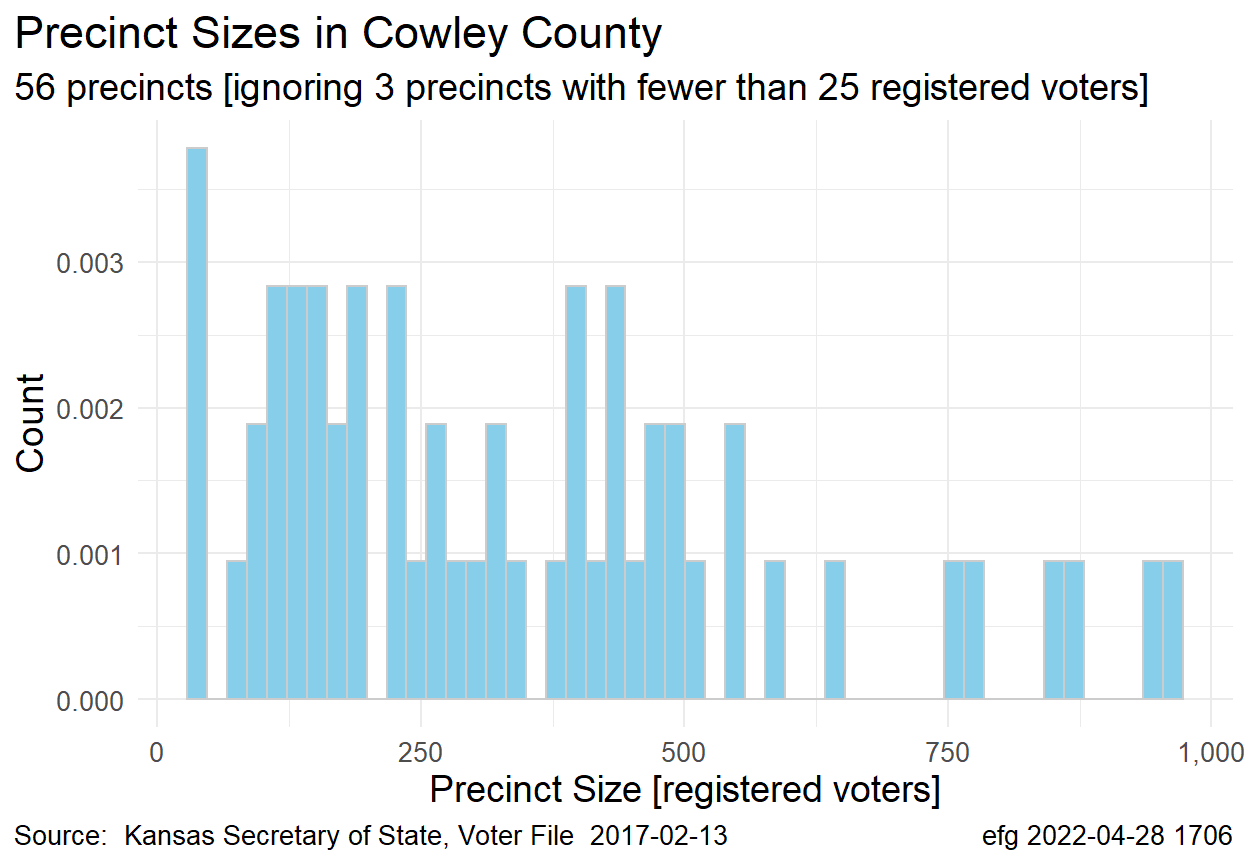 Precinct Sizes in Cowley County
56 precincts [ignoring 3 precincts with fewer than 25 registered voters]
Count
0.003
0.002
0.001
0.000
0 250 500 750 1,000
Precinct Size [registered voters]
Source:  Kansas Secretary of State, Voter File  2017-02-13 efg 2022-04-28 1706